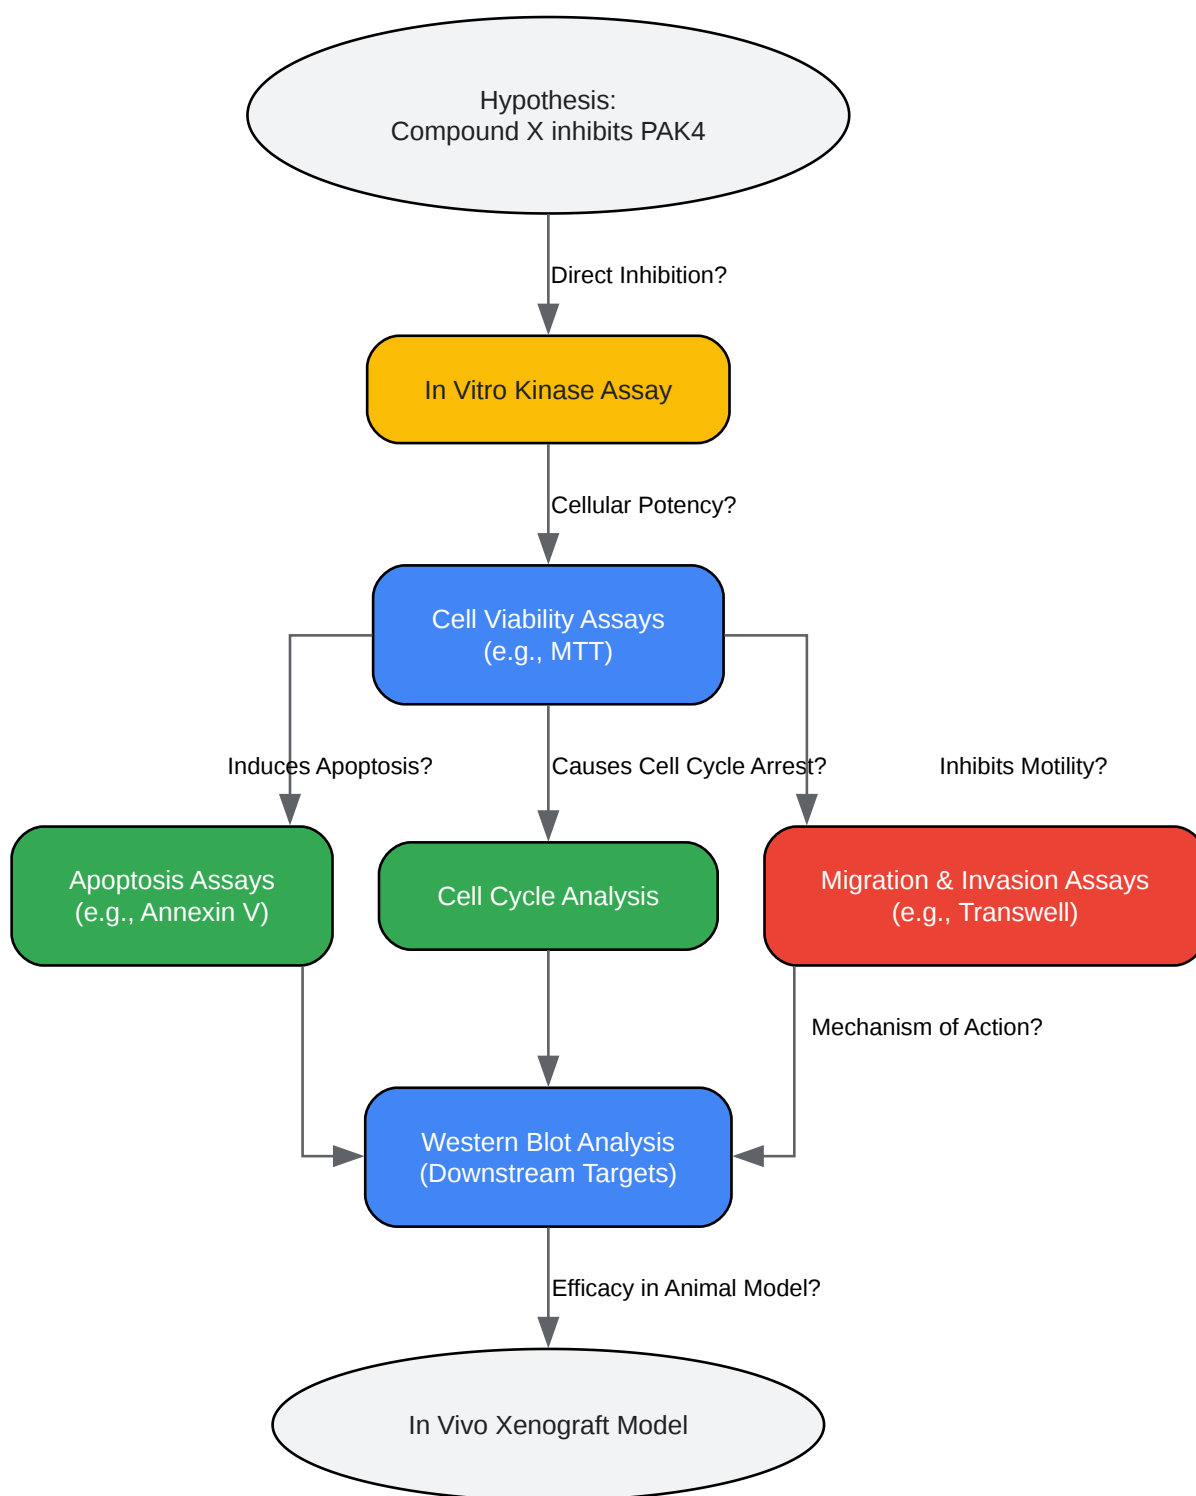 Hypothesis:
Compound X inhibits PAK4
Direct Inhibition?
In Vitro Kinase Assay
Cellular Potency?
Cell Viability Assays
(e.g., MTT)
Induces Apoptosis?
Causes Cell Cycle Arrest?
Inhibits Motility?
Apoptosis Assays
(e.g., Annexin V)
Cell Cycle Analysis
Migration & Invasion Assays
(e.g., Transwell)
Mechanism of Action?
Western Blot Analysis
(Downstream Targets)
Efficacy in Animal Model?
In Vivo Xenograft Model